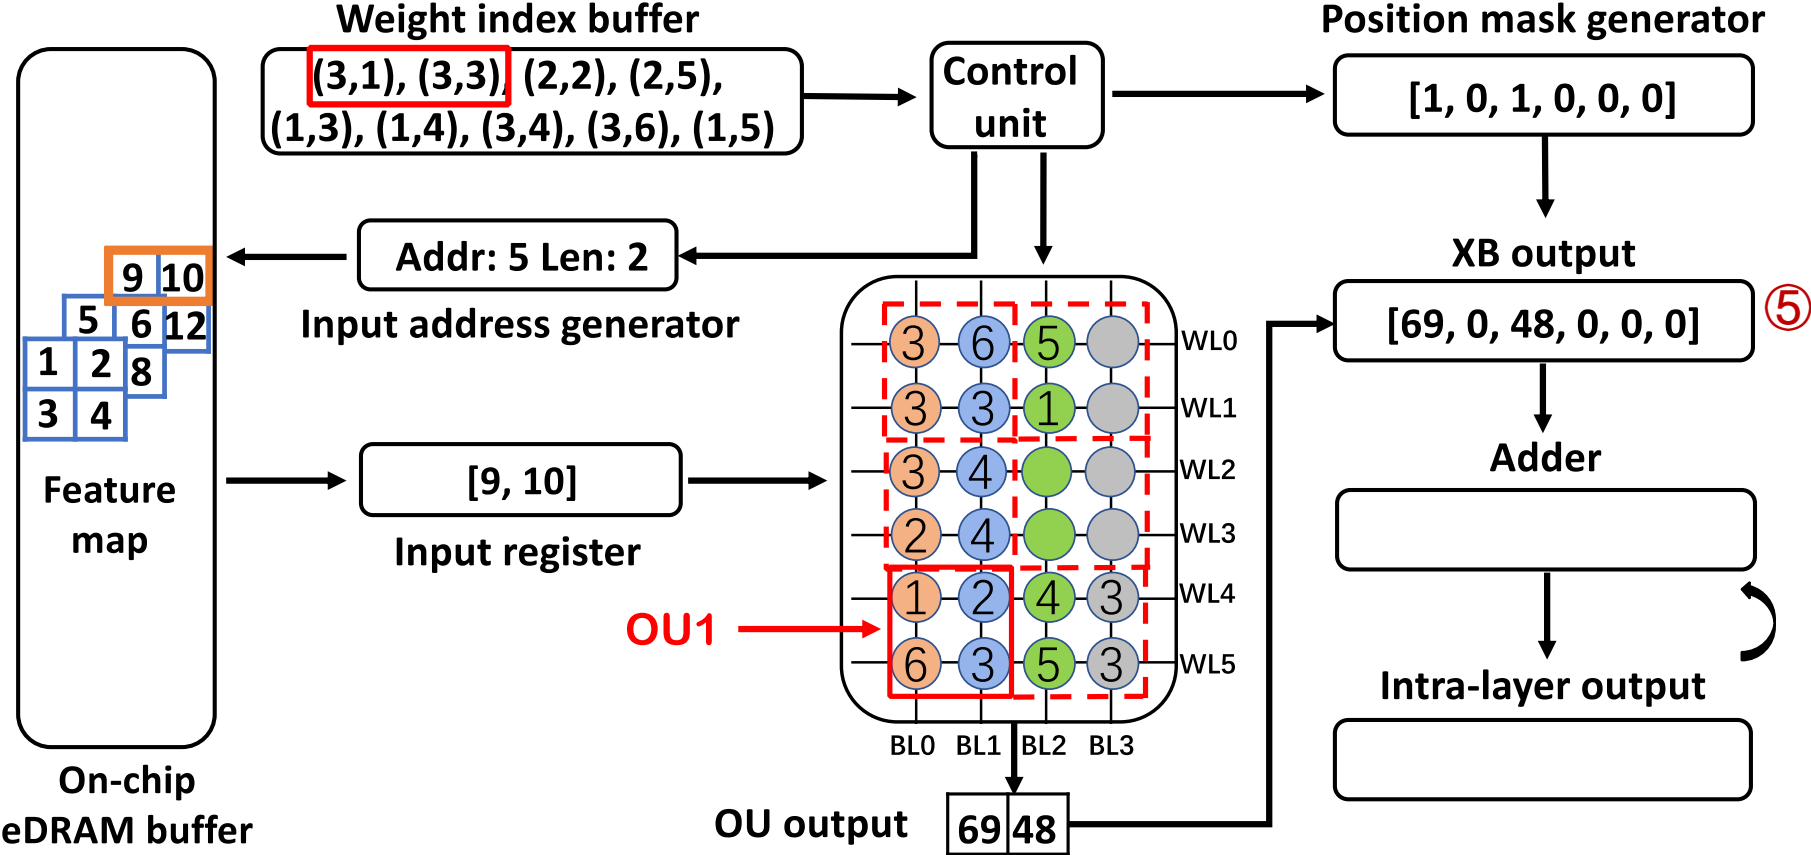 Weight index buffer
(3,1), (3,3), (2,2), (2,5),
(1,3), (1,4), (3,4), (3,6), (1,5)
Control
unit
Position mask generator
[1, 0, 1, 0, 0, 0]
Addr: 5 Len: 2
Input address generator
9 10
5 6 12
1 2 8
3 4
Feature
map
On-chip
eDRAM buffer
[9, 10]
Input register
3 6 5 WL0
3 3 1 WL1
3 4 WL2
2 4 WL3
1 2 4 3 WL4
6 3 5 3 WL5
OU1
BL0 BL1 BL2 BL3
OU output
69 48
XB output
[69, 0, 48, 0, 0, 0]
⑤
Adder
Intra-layer output